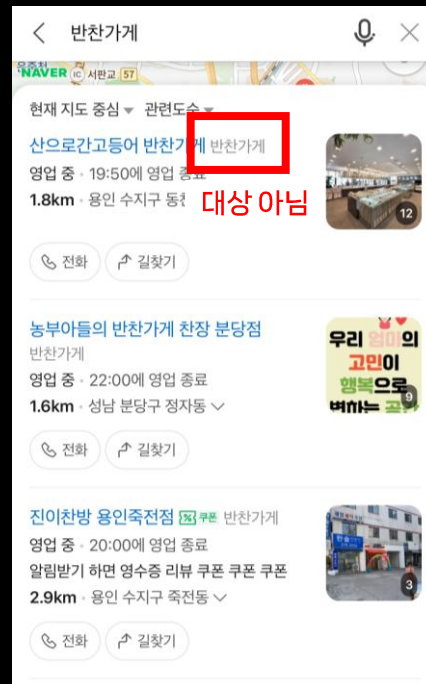 반찬가게
NAVER IC 서판교 57
현재 지도 중심 관련도순
산으로간고등어 반찬가게 반찬가게
영업 중 · 19:50에 영업 종료
1.8km · 용인 수지구
대상 아님
12
전화 길찾기
농부아들의 반찬가게 찬장 분당점
반찬가게
영업 중 · 22:00에 영업 종료
1.6km · 성남 분당구 정자동
우리 엄마의
고민이
행복으로
변하는
9
전화 길찾기
진이찬방 용인죽전점 쿠폰 반찬가게
영업 중 · 20:00에 영업 종료
알림받기 하면 영수증 리뷰 쿠폰 쿠폰 쿠폰
2.9km · 용인 수지구 죽전동
3
전화 길찾기